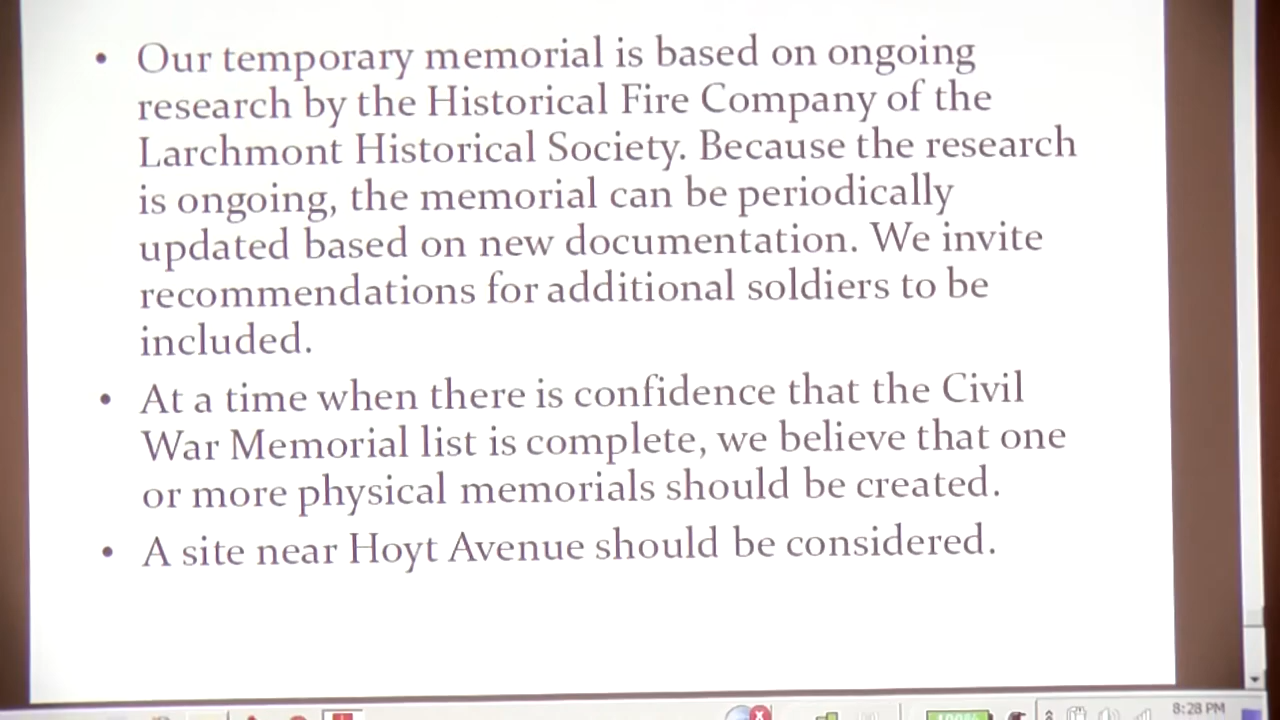 • Our temporary memorial is based on ongoing
research by the Historical Fire Company of the
Larchmont Historical Society. Because the research
is ongoing, the memorial can be periodically
updated based on new documentation. We invite
recommendations for additional soldiers to be
included.
• At a time when there is confidence that the Civil
War Memorial list is complete, we believe that one
or more physical memorials should be created.
• A site near Hoyt Avenue should be considered.
100%
8:28 PM